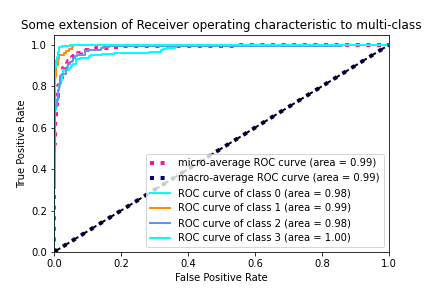 Some extension of Receiver operating characteristic to multi-class
1.0
0.8
0.6
0.4
0.2
0.0
True Positive Rate
micro-average ROC curve (area = 0.99)
macro-average ROC curve (area = 0.99)
ROC curve of class 0 (area = 0.98)
ROC curve of class 1 (area = 0.99)
ROC curve of class 2 (area = 0.98)
ROC curve of class 3 (area = 1.00)
0.0 0.2 0.4 0.6 0.8 1.0
False Positive Rate